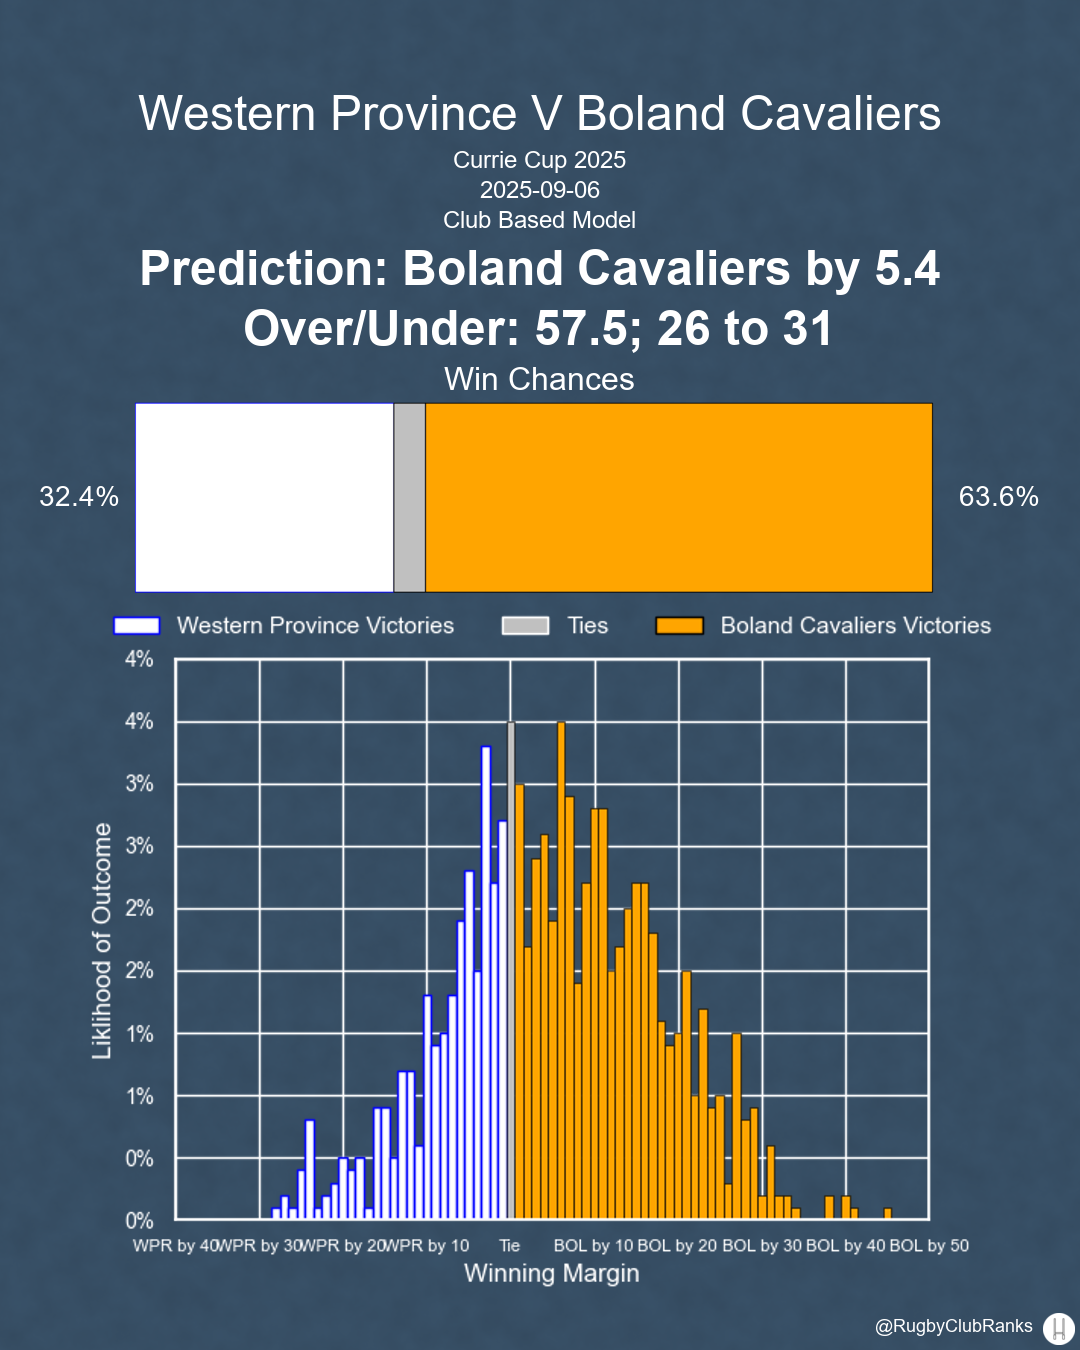 Western Province V Boland Cavaliers
Currie Cup 2025
2025-09-06
Club Based Model
Prediction: Boland Cavaliers by 5.4
Over/Under: 57.5; 26 to 31
Win Chances
32.4%
63.6%
Western Province Victories
Ties
Boland Cavaliers Victories
4%
4%
3%
3%
2%
2%
1%
1%
0%
0%
Liklihood of Outcome
WPR by 40
WPR by 30
WPR by 20
WPR by 10
Tie
BOL by 10
BOL by 20
BOL by 30
BOL by 40
BOL by 50
Winning Margin
@RugbyClubRanks